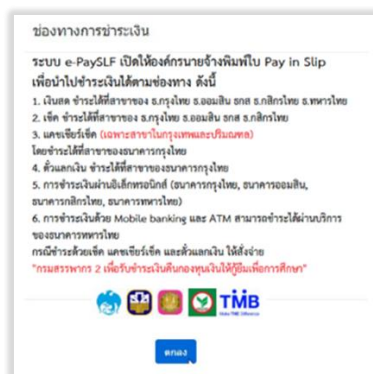 ช่องทางการชำระเงิน
ระบบ e-PaySLF เปิดให้องค์กรนายจ้างพิมพ์ใบ Pay in Slip
เพื่อนำไปชำระเงินได้ตามช่องทาง ดังนี้
1. เงินสด ชำระได้ที่สาขาของ ธ.กรุงไทย ธ.ออมสิน ธกส ธ.กสิกรไทย ธ.ทหารไทย
2. เช็ค ชำระได้ที่สาขาของ ธ.กรุงไทย ธ.ออมสิน ธกส ธ.กสิกรไทย
3. แคชเชียร์เช็ค (เฉพาะสาขาในกรุงเทพและปริมณฑล)
โดยชำระได้ที่สาขาของธนาคารกรุงไทย
4. ตั๋วแลกเงิน ชำระได้ที่สาขาของธนาคารกรุงไทย
5. การชำระเงินผ่านอิเล็กทรอนิกส์ (ธนาคารกรุงไทย, ธนาคารออมสิน,
ธนาคารกสิกรไทย, ธนาคารทหารไทย)
6. การชำระเงินด้วย Mobile banking และ ATM สามารถชำระได้ผ่านบริการ
ของธนาคารทหารไทย
กรณีชำระด้วยเช็ค แคชเชียร์เช็ค และตั๋วแลกเงิน ให้สั่งจ่าย
"กรมสรรพากร 2 เพื่อรับชำระเงินคืนกองทุนเงินให้กู้ยืมเพื่อการศึกษา"
TMB
Make THE Difference
ตกลง